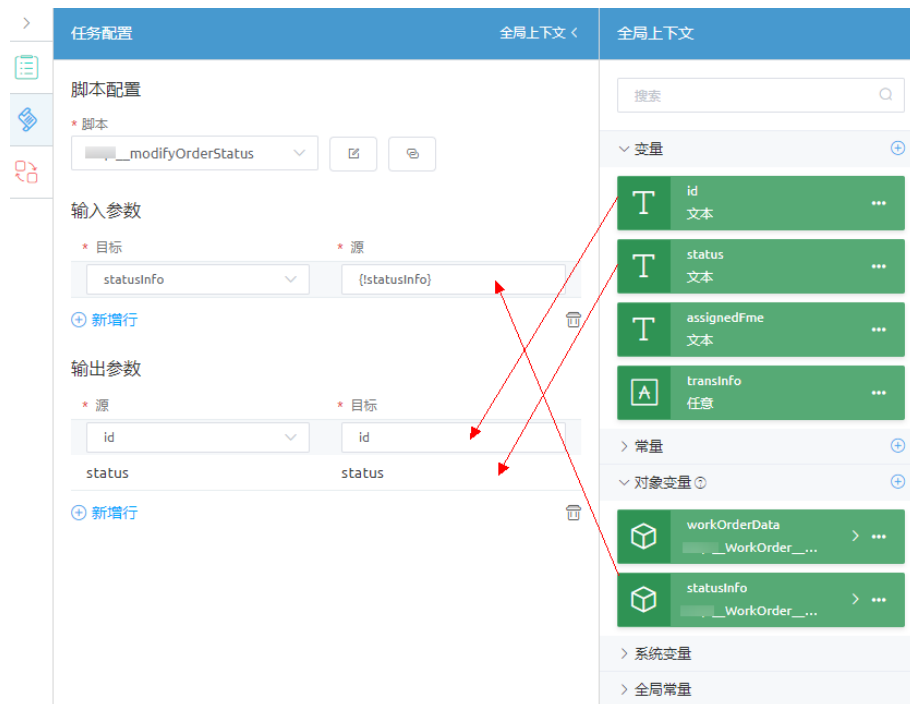 任务配置
全局上下文
脚本配置
* 脚本
__modifyOrderStatus
输入参数
* 目标
* 源
statusInfo
{!statusInfo}
新增行
输出参数
* 源
* 目标
id
id
status
status
新增行
全局上下文
搜索
变量
id
文本
status
文本
assignedFme
文本
transInfo
任意
常量
对象变量
workOrderData
__WorkOrder__...
statusInfo
__WorkOrder__...
系统变量
全局常量